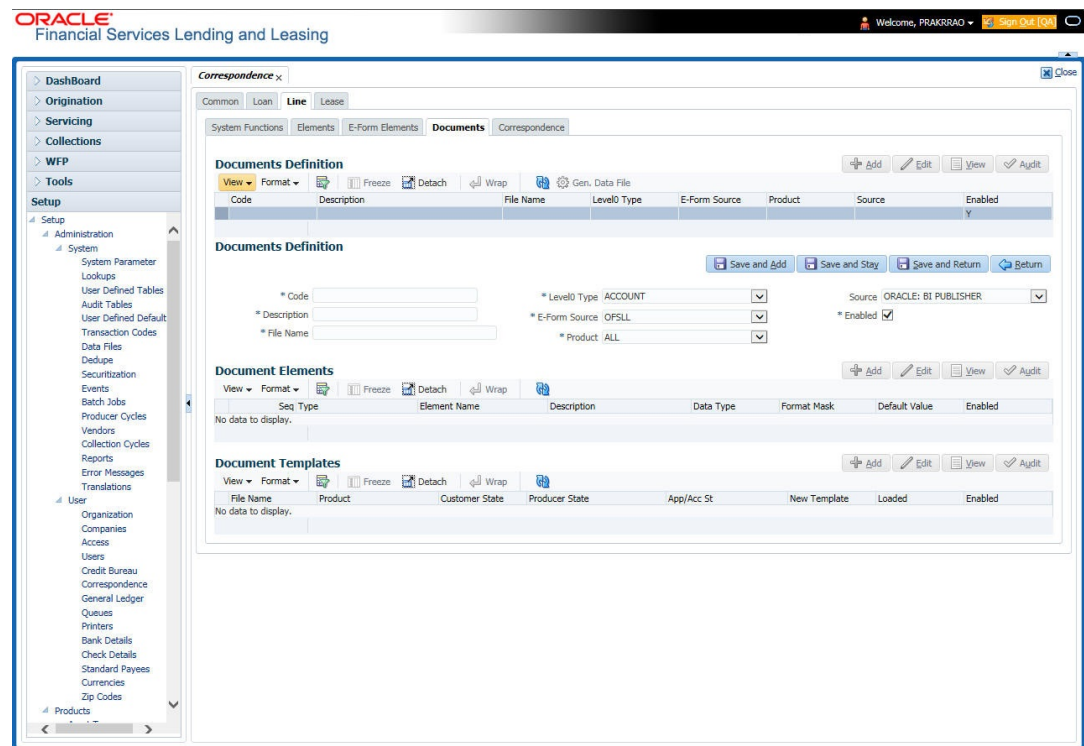 ORACLE
Financial Services Lending and Leasing
Welcome, PRAKRRAO
Sign Out [QA]
Close
DashBoard
Origination
Servicing
Collections
WFP
Tools
Setup
Setup
Administration
System
System Parameter
Lookups
User Defined Tables
Audit Tables
User Defined Default
Transaction Codes
Data Files
Dedupe
Securitization
Events
Batch Jobs
Producer Cycles
Vendors
Collection Cycles
Reports
Error Messages
Translations
User
Organization
Companies
Access
Users
Credit Bureau
Correspondence
General Ledger
Queues
Printers
Bank Details
Check Details
Standard Payees
Currencies
Zip Codes
Products
Correspondence x
Common Loan Line Lease
System Functions Elements E-Form Elements Documents Correspondence
Documents Definition Add Edit View Audit
View Format Freeze Detach Wrap Gen. Data File
Code Description File Name Level0 Type E-Form Source Product Source Enabled
Y
Documents Definition
Save and Add Save and Stay Save and Return Return
* Code * Level0 Type ACCOUNT Source ORACLE: BI PUBLISHER
* Description * E-Form Source OFSLL * Enabled
* File Name * Product ALL
Document Elements Add Edit View Audit
View Format Freeze Detach Wrap
Seq Type Element Name Description Data Type Format Mask Default Value Enabled
No data to display.
Document Templates Add Edit View Audit
View Format Freeze Detach Wrap
File Name Product Customer State Producer State App/Acc St New Template Loaded Enabled
No data to display.